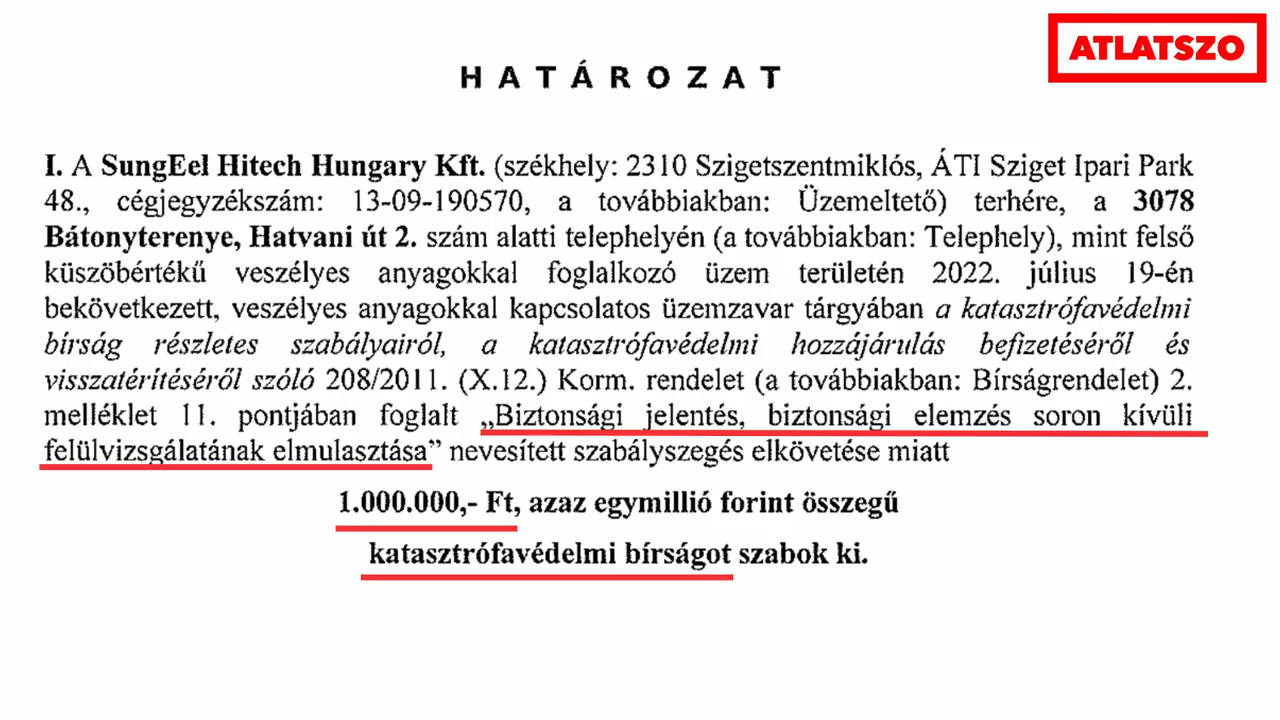 ATLATSZO
HATÁROZAT
I. A SungEel Hitech Hungary Kft. (székhely: 2310 Szigetszentmiklós, ÁTI Sziget Ipari Park
48., cégjegyzékszám: 13-09-190570, a továbbiakban: Üzemeltető) terhére, a 3078
Bátonyterenye, Hatvani út 2. szám alatti telephelyén (a továbbiakban: Telephely), mint felső
küszöbértékű veszélyes anyagokkal foglalkozó üzem területén 2022. július 19-én
bekövetkezett, veszélyes anyagokkal kapcsolatos üzemzavar tárgyában a katasztrófavédelmi
bírság részletes szabályairól, a katasztrófavédelmi hozzájárulás befizetéséről és
visszatérítéséről szóló 208/2011. (X.12.) Korm. rendelet (a továbbiakban: Bírságrendelet) 2.
melléklet 11. pontjában foglalt „Biztonsági jelentés, biztonsági elemzés soron kívüli
felülvizsgálatának elmulasztása” nevesített szabályszegés elkövetése miatt
1.000.000,- Ft, azaz egymillió forint összegű
katasztrófavédelmi bírságot szabok ki.